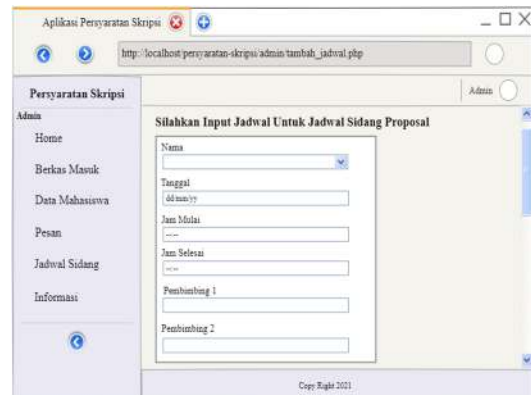 Aplikasi Persyaratan Skripsi
http://localhost/persyaratan-skripsi/admin/tambah_jadwal.php
Persyaratan Skripsi
Admin
Admin
Home
Berkas Masuk
Data Mahasiswa
Pesan
Jadwal Sidang
Informasi
Silahkan Input Jadwal Untuk Jadwal Sidang Proposal
Nama
Tanggal
dd/mm/yy
Jam Mulai
--:--
Jam Selesai
--:--
Pembimbing 1
Pembimbing 2
Copy Right 2021